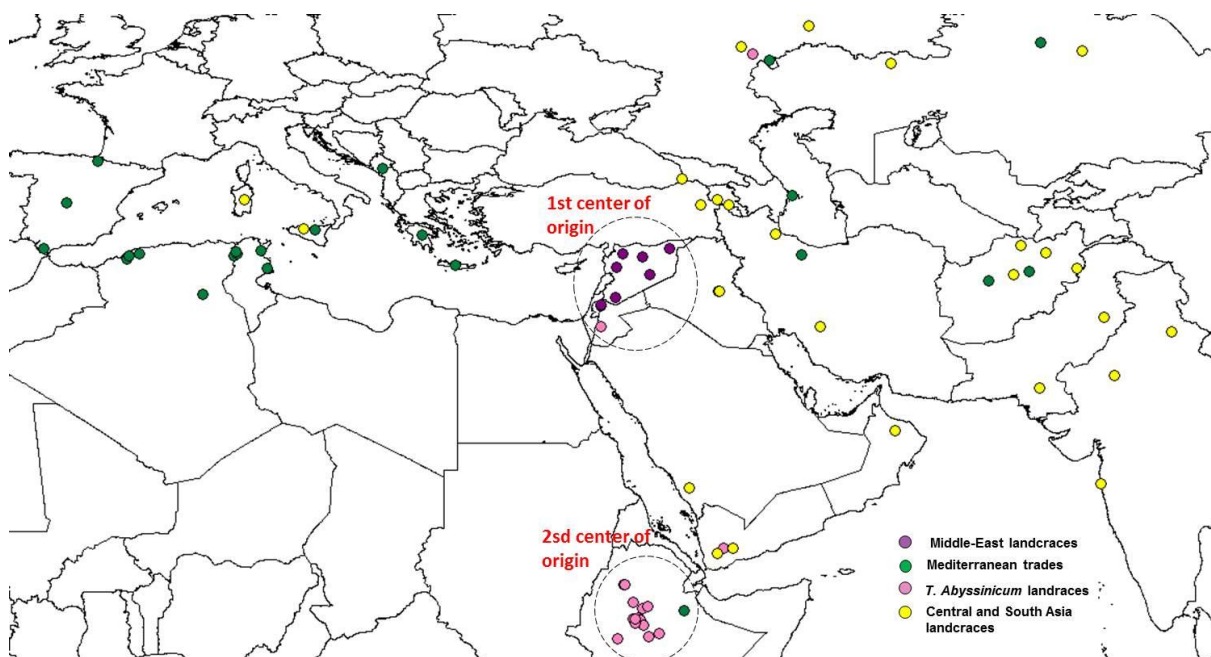 1st center of
origin
2sd center of
origin
Middle-East landcraces
Mediterranean trades
T. Abyssinicum landraces
Central and South Asia
landcraces